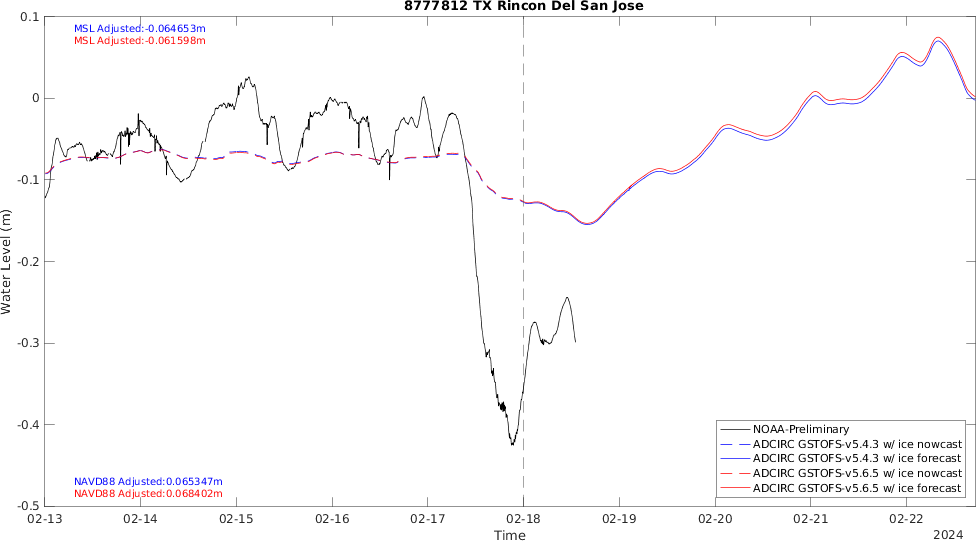 8777812 TX Rincon Del San Jose
MSL Adjusted:-0.064653m
MSL Adjusted:-0.061598m
0.1
0
-0.1
-0.2
-0.3
-0.4
-0.5
Water Level (m)
NAVD88 Adjusted:0.065347m
NAVD88 Adjusted:0.068402m
NOAA-Preliminary
ADCIRC GSTOFS-v5.4.3 w/ ice nowcast
ADCIRC GSTOFS-v5.4.3 w/ ice forecast
ADCIRC GSTOFS-v5.6.5 w/ ice nowcast
ADCIRC GSTOFS-v5.6.5 w/ ice forecast
02-13 02-14 02-15 02-16 02-17 02-18 02-19 02-20 02-21 02-22
Time
2024